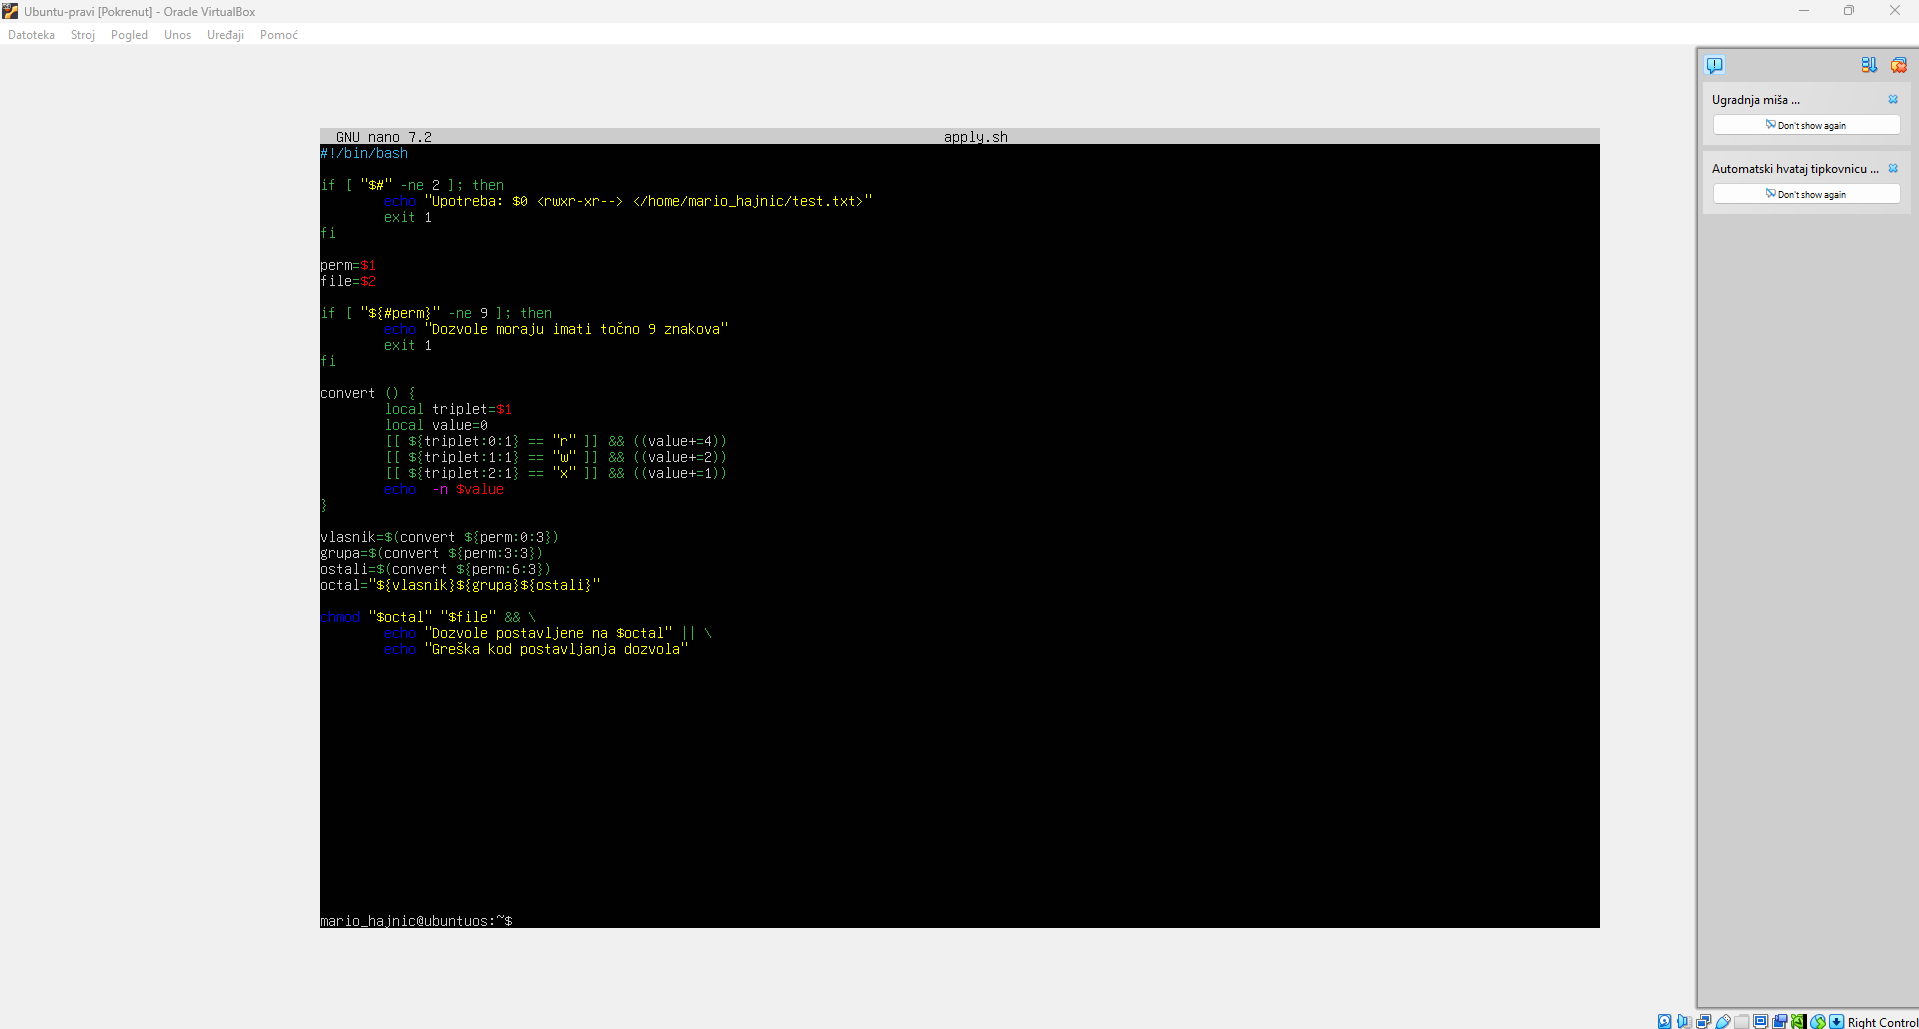 Ubuntu-pravi [Pokrenut] - Oracle VirtualBox
Datoteka Stroj Pogled Unos Uređaji Pomoć
GNU nano 7.2 apply.sh
#!/bin/bash
if [ "$#" -ne 2 ]; then
echo "Upotreba: $0 <rwxr-xr--> </home/mario_hajnic/test.txt>"
exit 1
fi
perm=$1
file=$2
if [ "${#perm}" -ne 9 ]; then
echo "Dozvole moraju imati točno 9 znakova"
exit 1
fi
convert () {
local triplet=$1
local value=0
[[ ${triplet:0:1} == "r" ]] && ((value+=4))
[[ ${triplet:1:1} == "w" ]] && ((value+=2))
[[ ${triplet:2:1} == "x" ]] && ((value+=1))
echo  -n $value
}
vlasnik=$(convert ${perm:0:3})
grupa=$(convert ${perm:3:3})
ostali=$(convert ${perm:6:3})
octal="${vlasnik}${grupa}${ostali}"
chmod "$octal" "$file" && \
echo "Dozvole postavljene na $octal" || \
echo "Greška kod postavljanja dozvola"
mario_hajnic@ubuntuos:~$
Ugradnja miša ...
Don't show again
Automatski hvataj tipkovnicu ...
Don't show again
Right Control